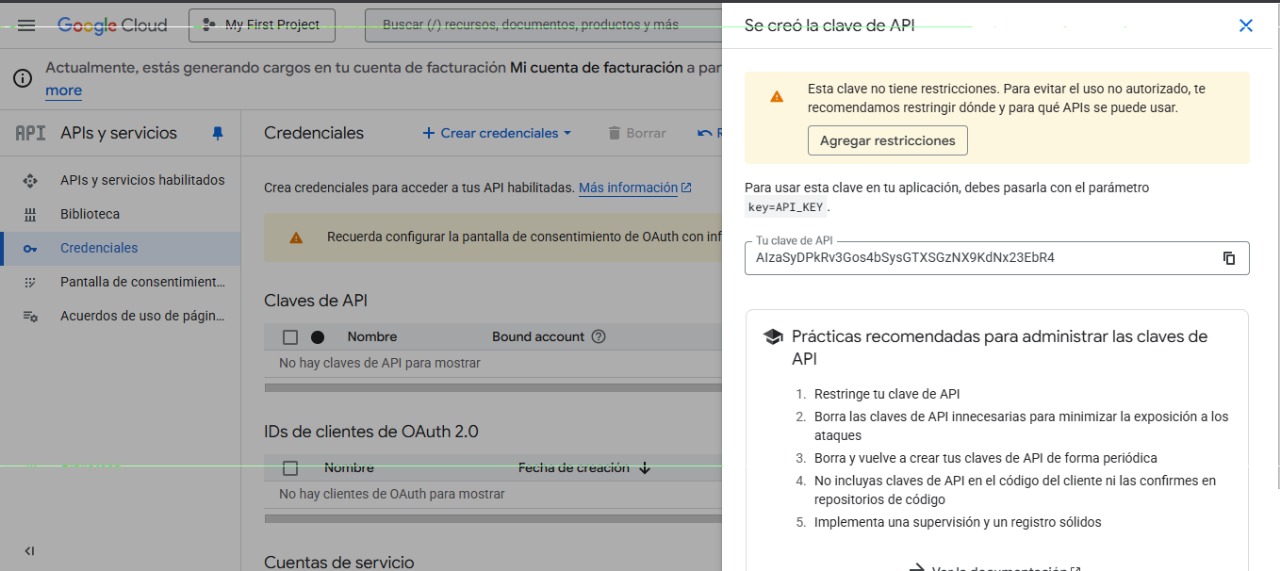 Google Cloud
My First Project
Buscar (/) recursos, documentos, productos y más
Actualmente, estás generando cargos en tu cuenta de facturación Mi cuenta de facturación a par
more
API APIs y servicios
APIs y servicios habilitados
Biblioteca
Credenciales
Pantalla de consentimient...
Acuerdos de uso de págin...
Credenciales
+ Crear credenciales
Borrar
R
Crea credenciales para acceder a tus API habilitadas. Más información
Recuerda configurar la pantalla de consentimiento de OAuth con inf
Claves de API
Nombre Bound account
No hay claves de API para mostrar
IDs de clientes de OAuth 2.0
Nombre Fecha de creación
No hay clientes de OAuth para mostrar
Cuentas de servicio
Se creó la clave de API
Esta clave no tiene restricciones. Para evitar el uso no autorizado, te
recomendamos restringir dónde y para qué APIs se puede usar.
Agregar restricciones
Para usar esta clave en tu aplicación, debes pasarla con el parámetro
key=API_KEY.
Tu clave de API
AIzaSyDPkRv3Gos4bSysGTXSGzNX9KdNx23EbR4
Prácticas recomendadas para administrar las claves de
API
1. Restringe tu clave de API
2. Borra las claves de API innecesarias para minimizar la exposición a los
ataques
3. Borra y vuelve a crear tus claves de API de forma periódica
4. No incluyas claves de API en el código del cliente ni las confirmes en
repositorios de código
5. Implementa una supervisión y un registro sólidos
Ver la documentación